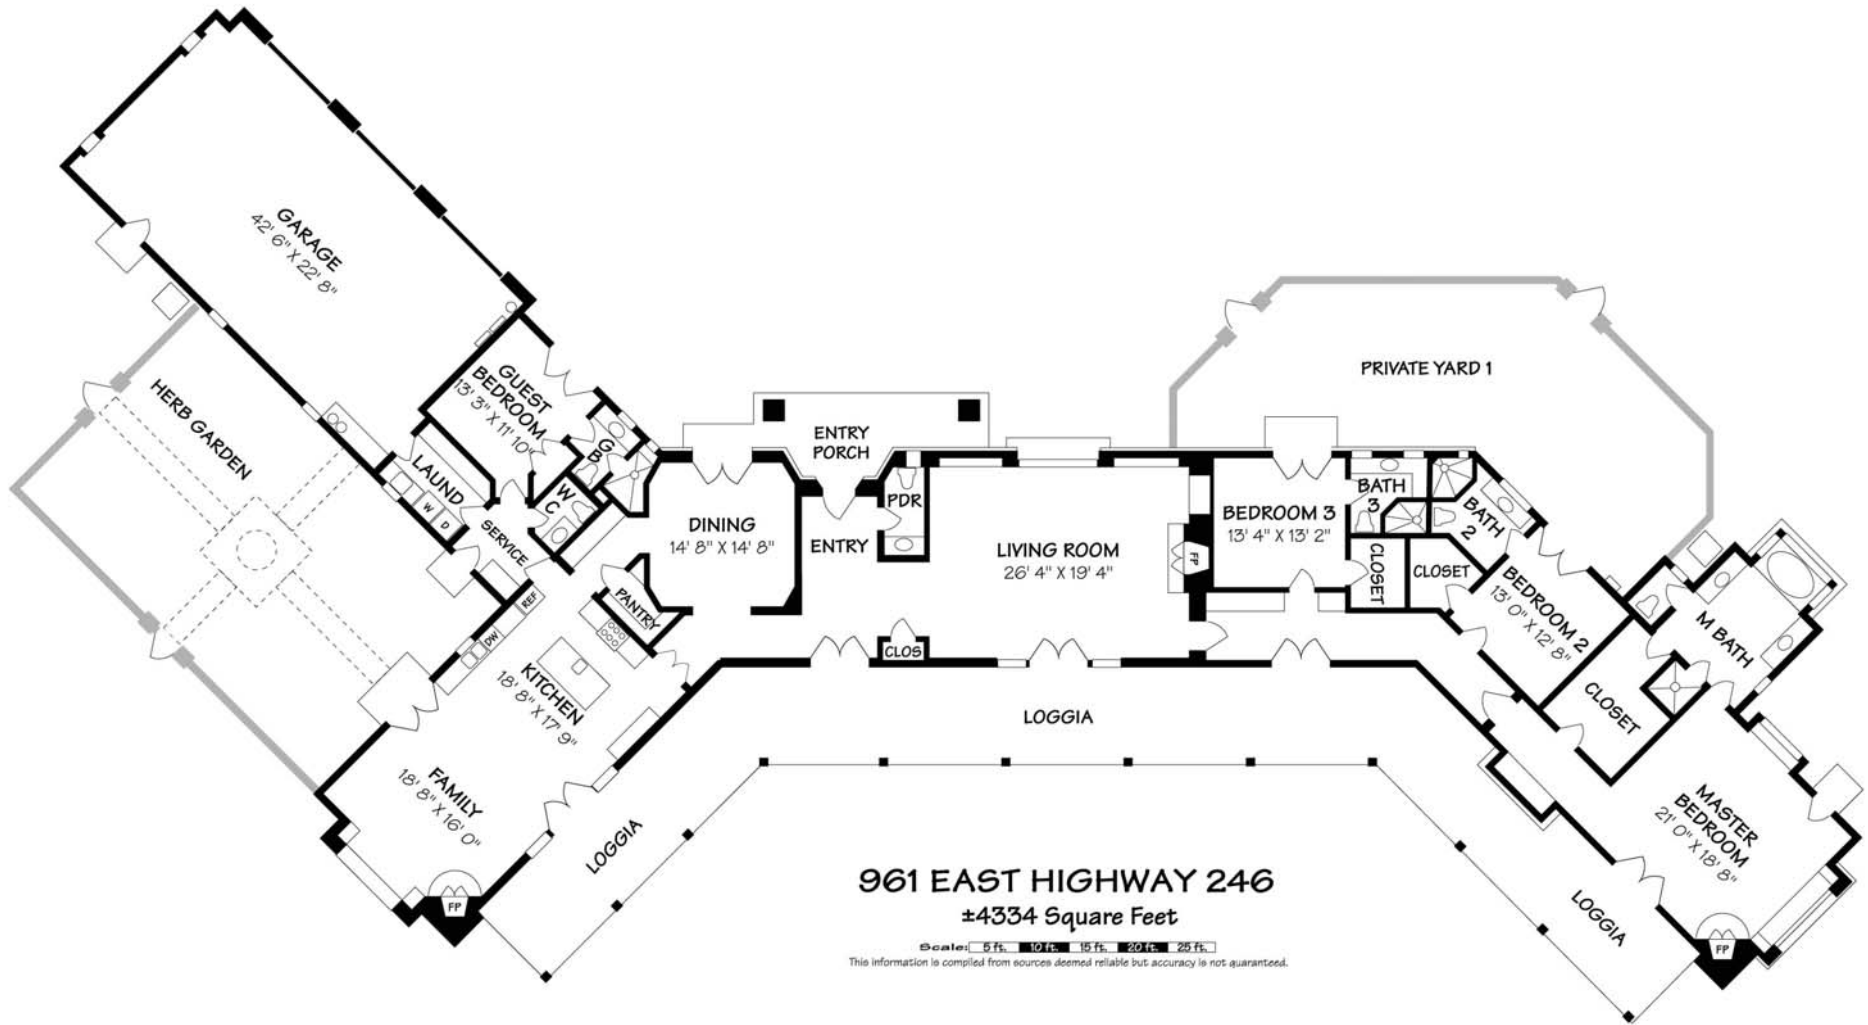 GARAGE
42' 6" X 22' 8"
HERB GARDEN
GUEST
BEDROOM
13' 3" X 11' 10"
G
B
LAUND
W
D
W
C
SERVICE
REF
DW
PANTRY
KITCHEN
18' 8" X 17' 9"
FAMILY
18' 8" X 16' 0"
FP
LOGGIA
DINING
14' 8" X 14' 8"
ENTRY
PORCH
ENTRY
PDR
CLOS
LIVING ROOM
26' 4" X 19' 4"
FP
LOGGIA
PRIVATE YARD 1
BEDROOM 3
13' 4" X 13' 2"
BATH
3
CLOSET
BATH
2
CLOSET
BEDROOM 2
13' 0" X 12' 8"
M BATH
CLOSET
MASTER
BEDROOM
21' 0" X 18' 8"
FP
LOGGIA
961 EAST HIGHWAY 246
±4334 Square Feet
Scale: 5 ft. 10 ft. 15 ft. 20 ft. 25 ft.
This information is compiled from sources deemed reliable but accuracy is not guaranteed.